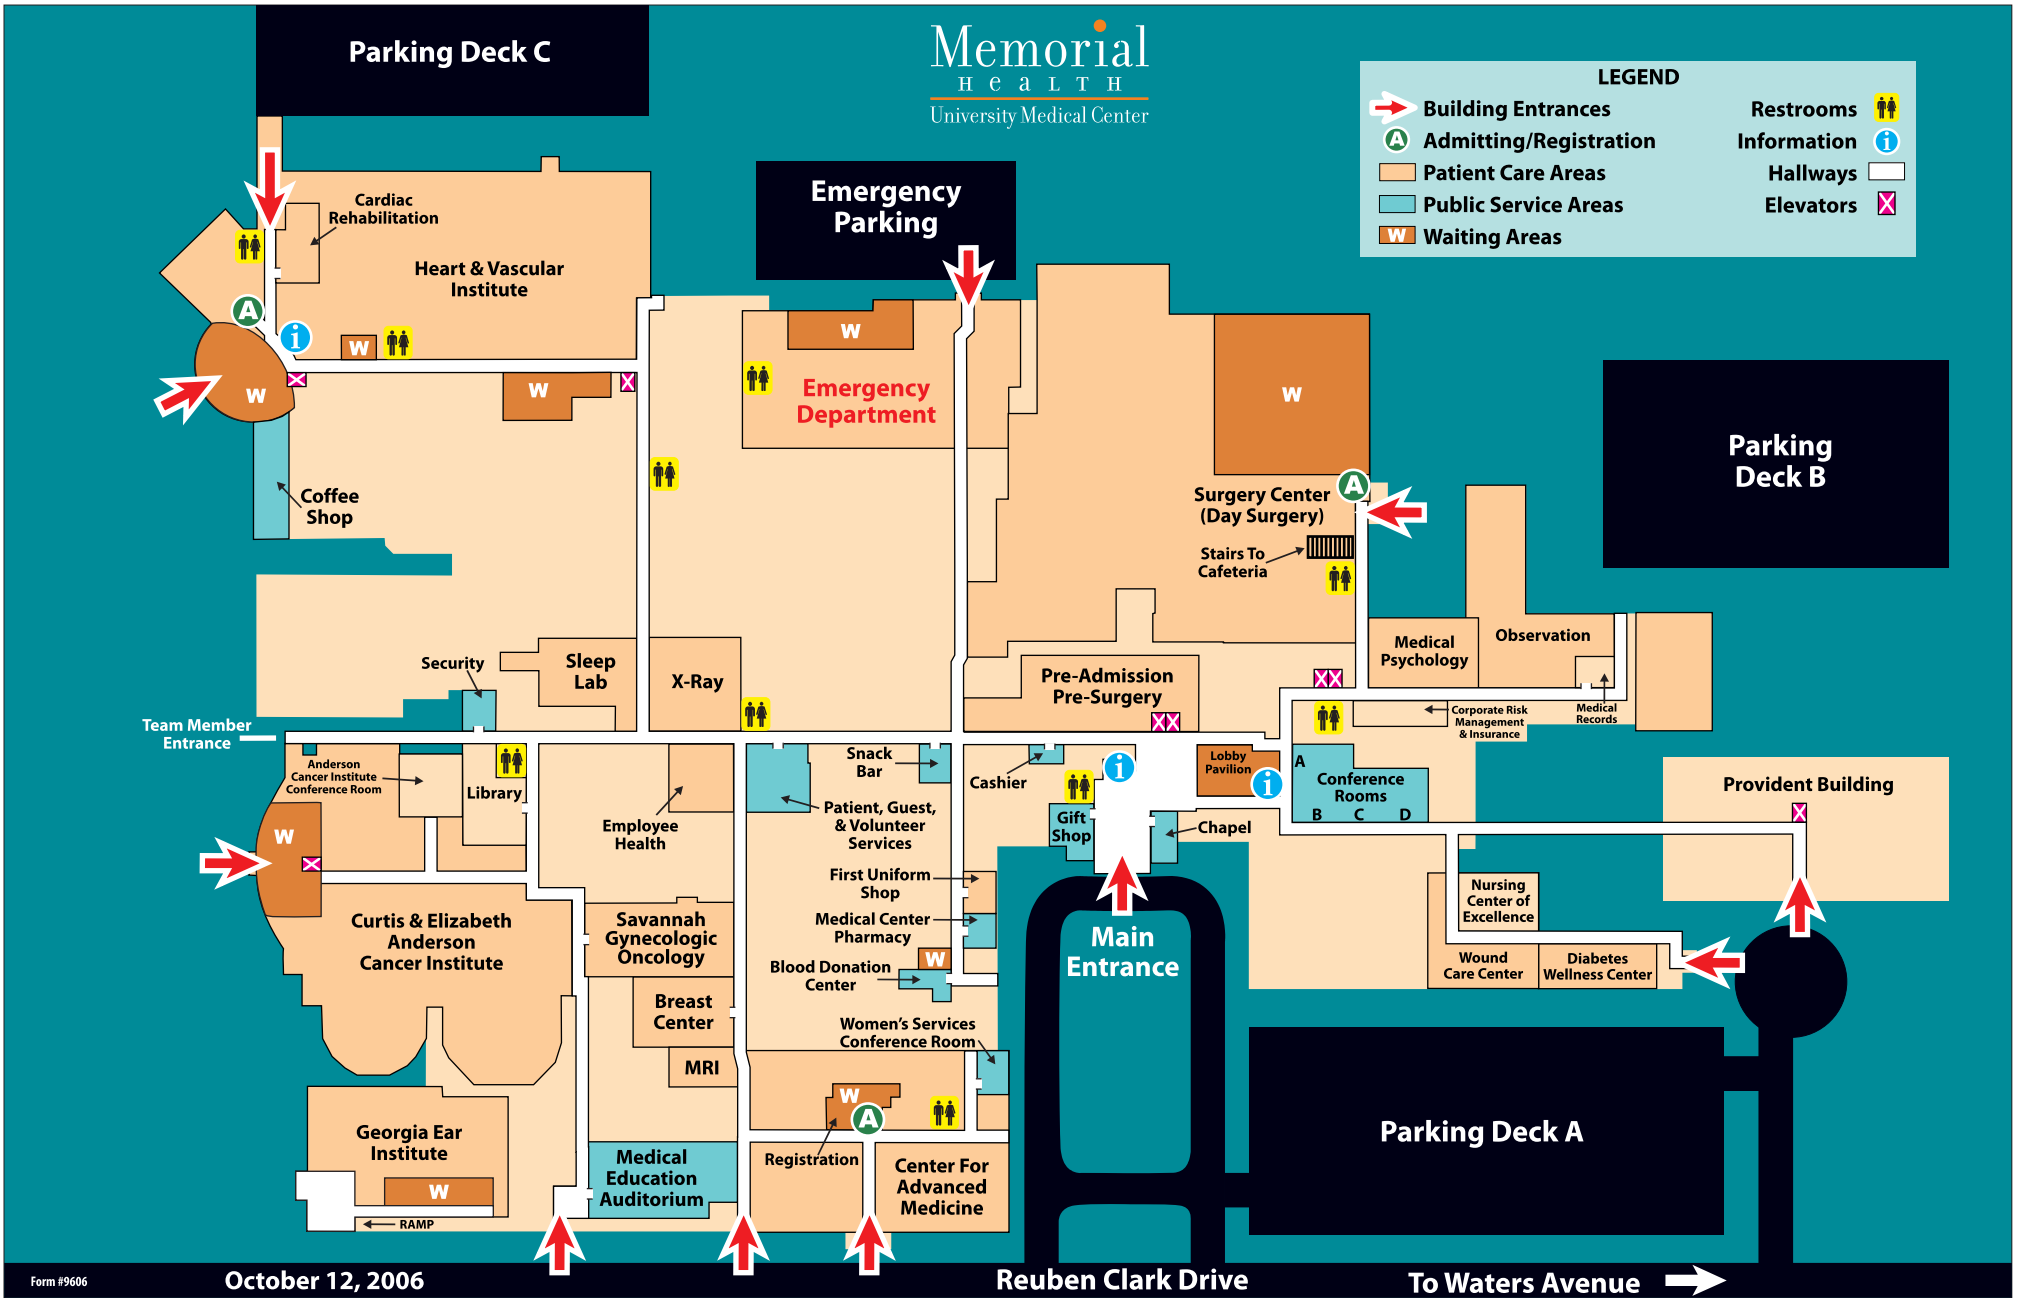 Parking Deck C
Memorial
HEALTH
University Medical Center
LEGEND
Building Entrances
Restrooms
A
Admitting/Registration
Information
i
Patient Care Areas
Hallways
Public Service Areas
Elevators
W
Waiting Areas
Emergency
Parking
Cardiac
Rehabilitation
Heart & Vascular
Institute
A
i
W
W
W
W
Emergency
Department
W
Parking
Deck B
Coffee
Shop
A
Surgery Center
(Day Surgery)
Stairs To
Cafeteria
Medical
Psychology
Observation
Security
Sleep
Lab
X-Ray
Pre-Admission
Pre-Surgery
Corporate Risk
Management
& Insurance
Medical
Records
Team Member
Entrance
Anderson
Cancer Institute
Conference Room
Library
Snack
Bar
Cashier
i
Lobby
Pavilion
i
A
Conference
Rooms
B C D
Provident Building
W
Employee
Health
Patient, Guest,
& Volunteer
Services
Gift
Shop
Chapel
First Uniform
Shop
Nursing
Center of
Excellence
Curtis & Elizabeth
Anderson
Cancer Institute
Savannah
Gynecologic
Oncology
Medical Center
Pharmacy
W
Blood Donation
Center
Main
Entrance
Wound
Care Center
Diabetes
Wellness Center
Breast
Center
Women's Services
Conference Room
MRI
W
A
Georgia Ear
Institute
Registration
Parking Deck A
Medical
Education
Auditorium
Center For
Advanced
Medicine
W
RAMP
Form #9606
October 12, 2006
Reuben Clark Drive
To Waters Avenue